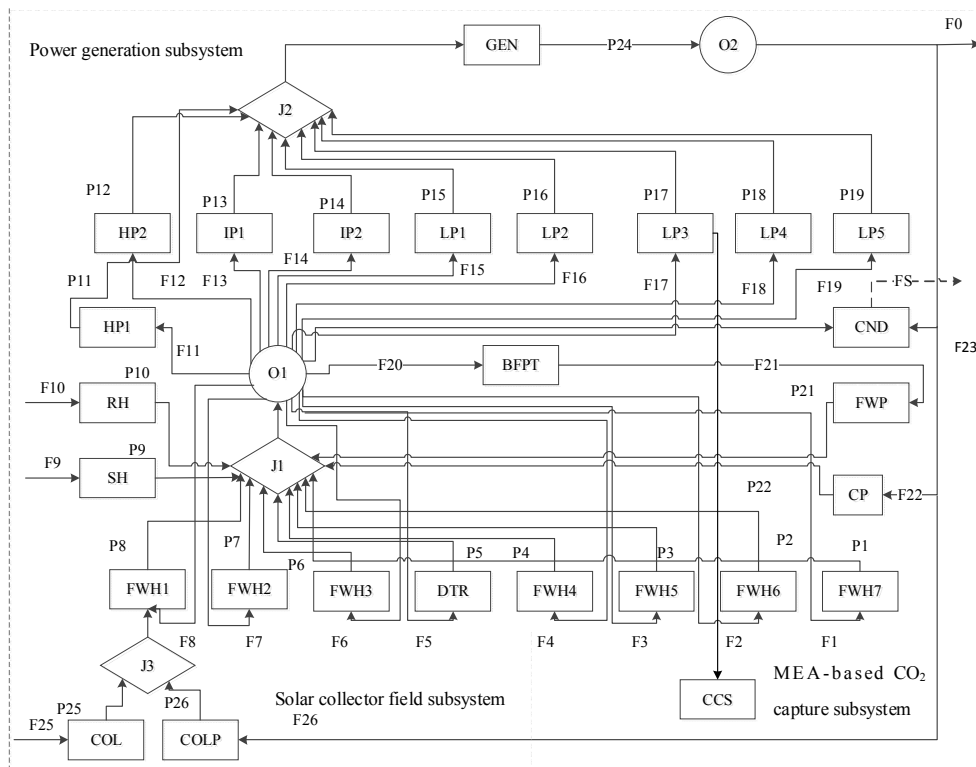 F0
Power generation subsystem
GEN
P24
O2
J2
P12
P13
P14
P15
P16
P17
P18
P19
HP2
IP1
IP2
LP1
LP2
LP3
LP4
LP5
P11
F12
F13
F14
F15
F16
F17
F18
F19
FS
HP1
CND
F11
F23
O1
F20
BFPT
F21
F10
P10
RH
P21
FWP
F9
P9
SH
J1
P22
CP
F22
P8
P7
P6
P5
P4
P3
P2
P1
FWH1
FWH2
FWH3
DTR
FWH4
FWH5
FWH6
FWH7
F8
F7
F6
F5
F4
F3
F2
F1
J3
MEA-based CO2
capture subsystem
CCS
Solar collector field subsystem
P25
P26
F26
F25
COL
COLP